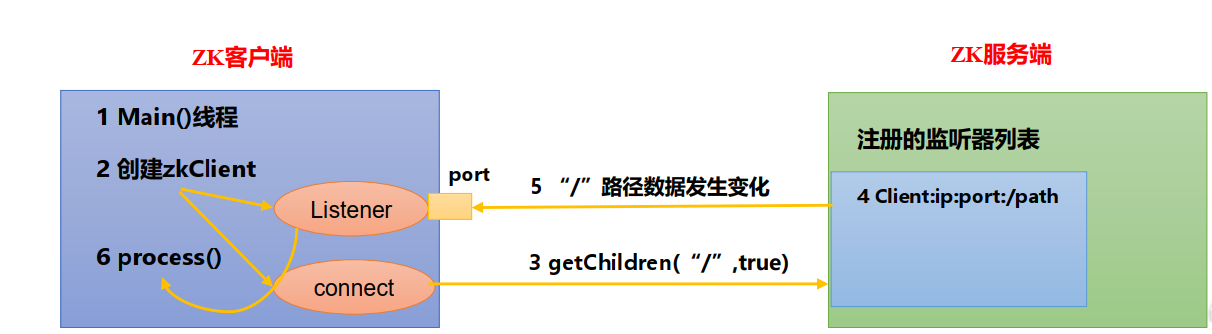 ZK客户端
ZK服务端
1 Main()线程
2 创建zkClient
Listener
port
6 process()
connect
5 “/”路径数据发生变化
3 getChildren(“/”,true)
注册的监听器列表
4 Client:ip:port:/path